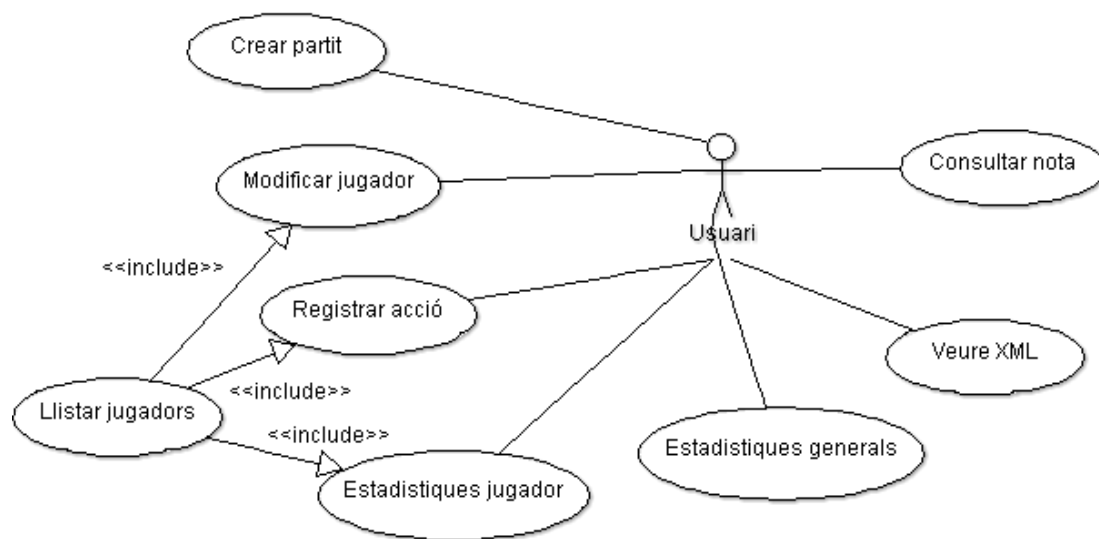 Crear partit
Modificar jugador
Consultar nota
Usuari
<<include>>
Registrar acció
Veure XML
<<include>>
Llistar jugadors
<<include>>
Estadistiques generals
Estadistiques jugador